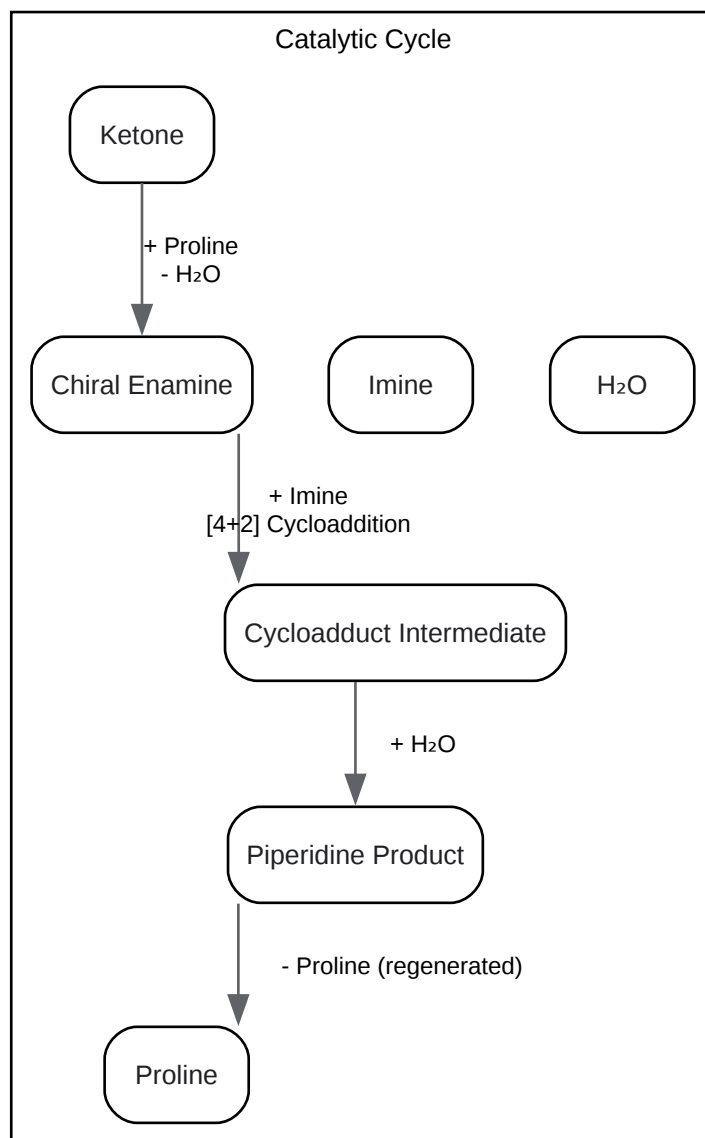 Catalytic Cycle
Ketone
+ Proline
- H₂O
Chiral Enamine
Imine
H₂O
+ Imine
[4+2] Cycloaddition
Cycloadduct Intermediate
+ H₂O
Piperidine Product
- Proline (regenerated)
Proline